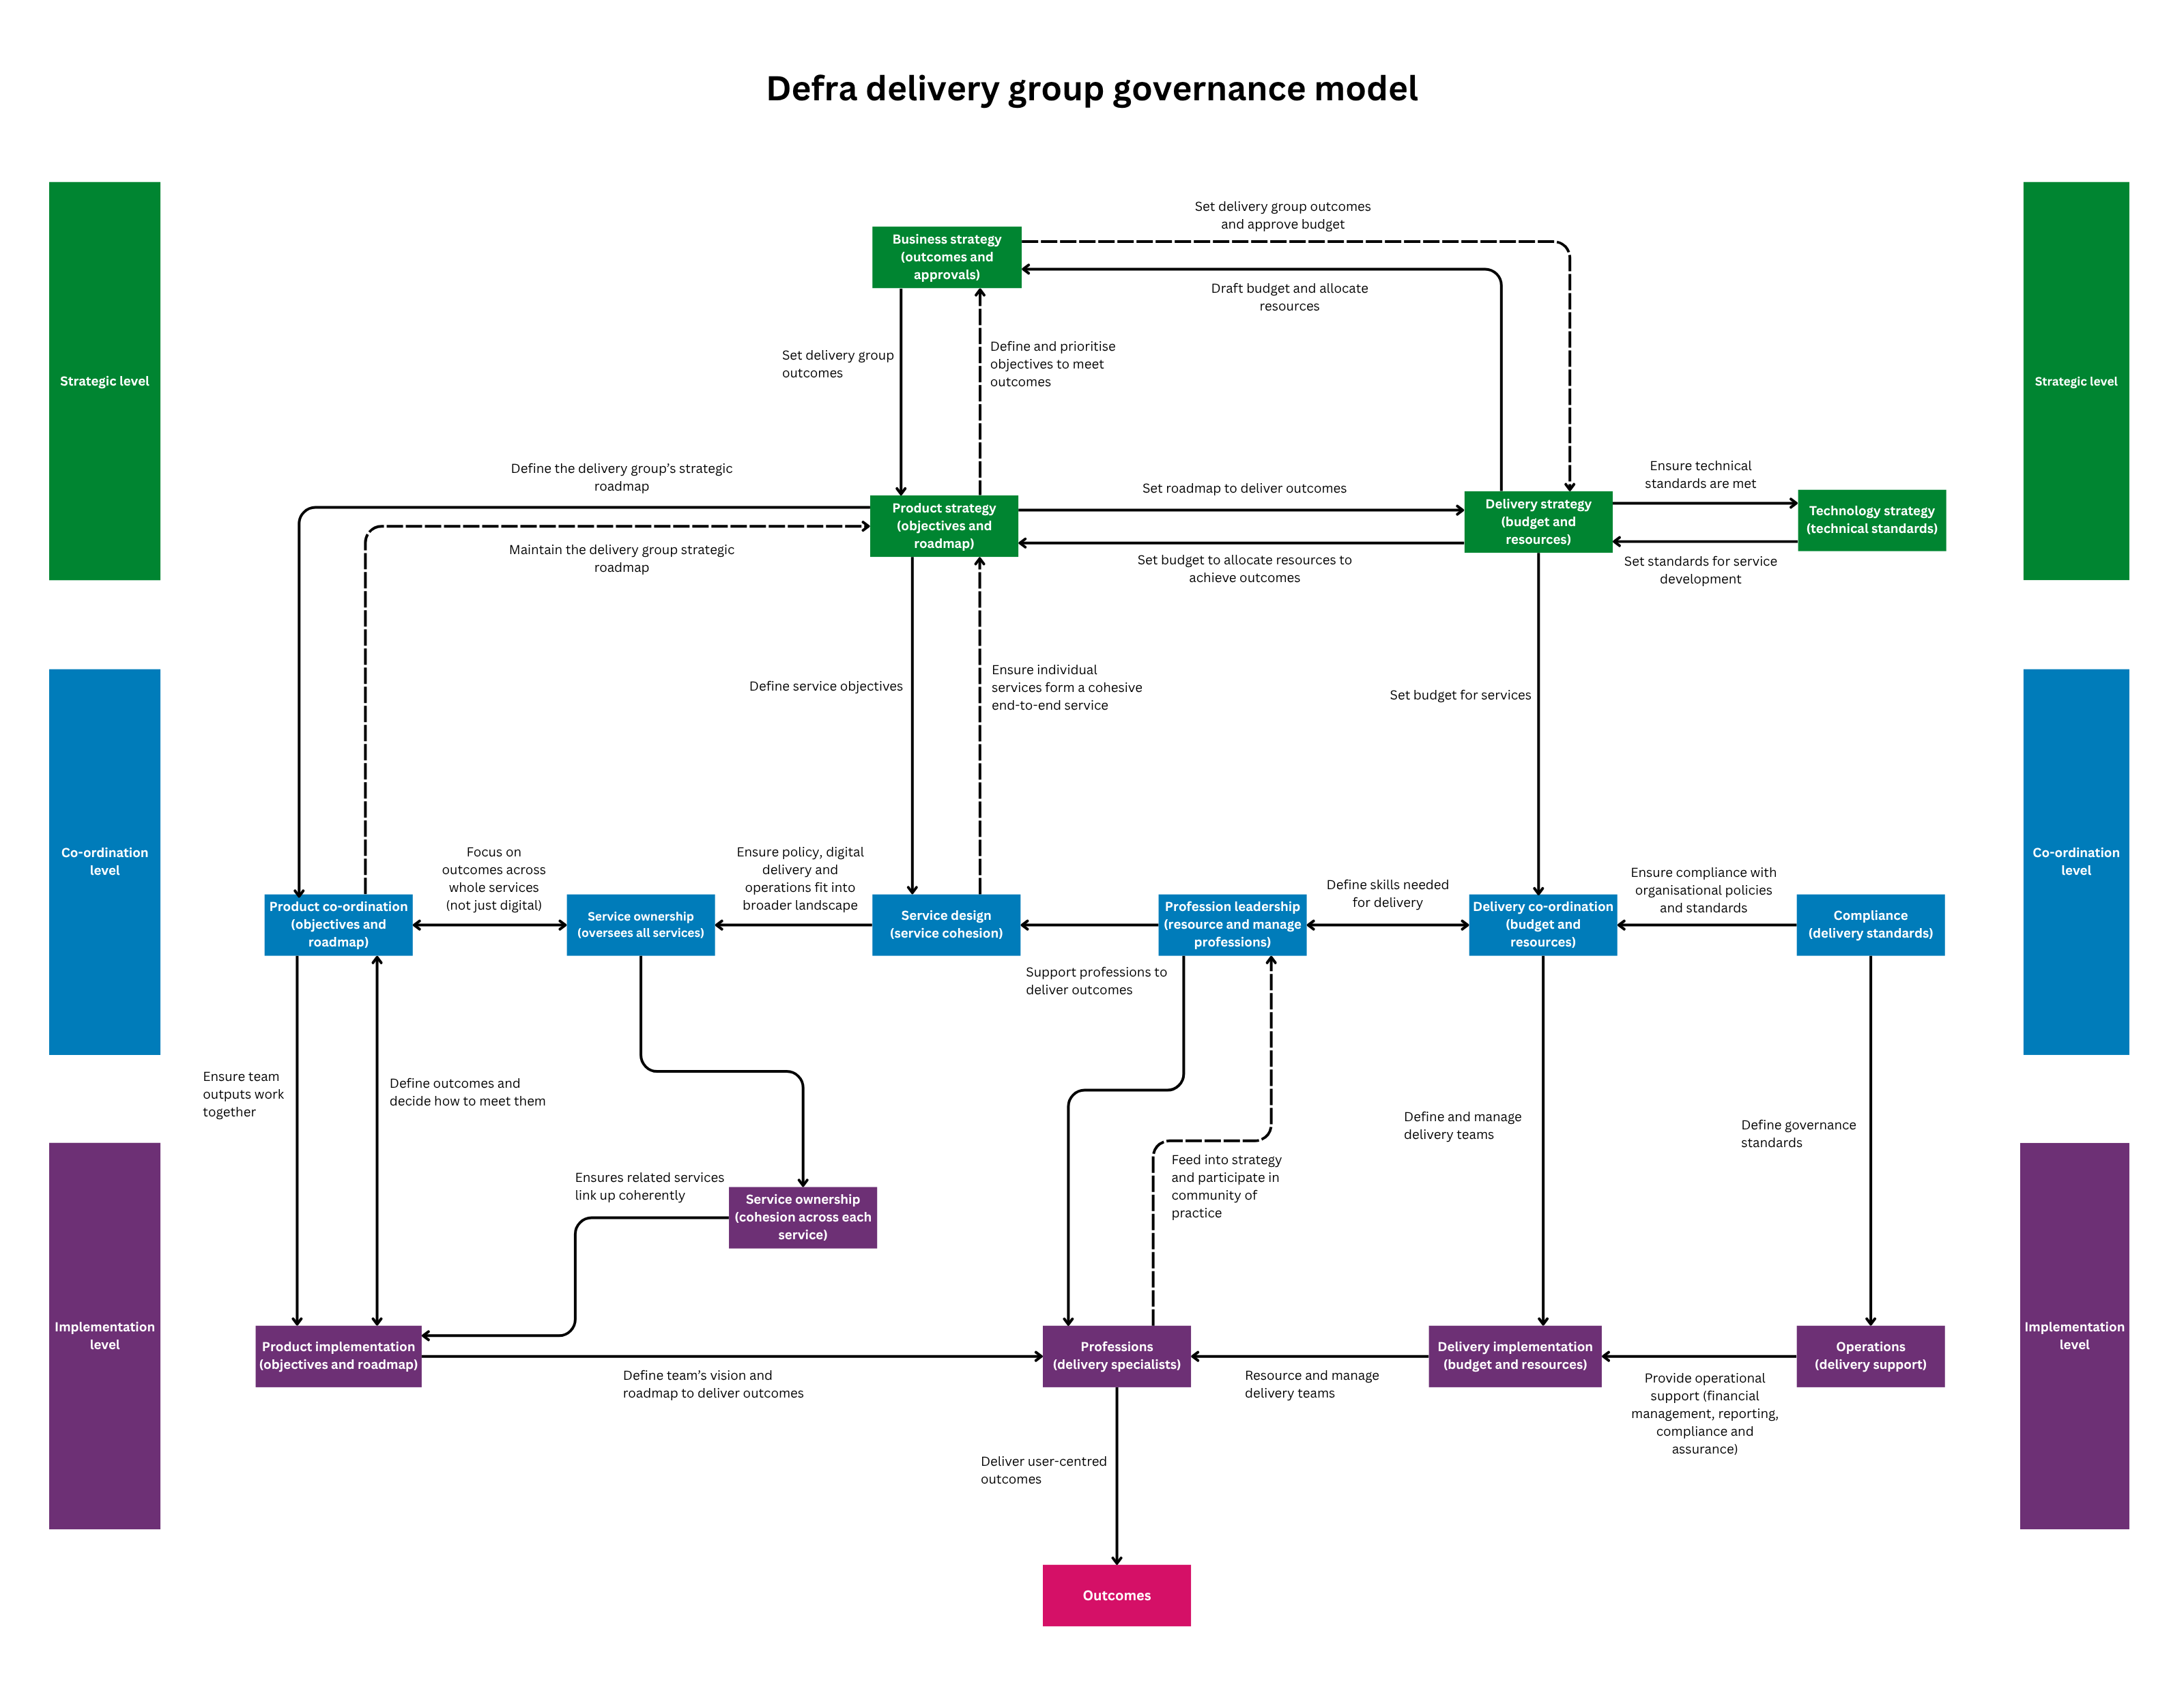 Defra delivery group governance model
Set delivery group outcomes
and approve budget
Business strategy
(outcomes and
approvals)
Draft budget and allocate
resources
Strategic level
Set delivery group
outcomes
Define and prioritise
objectives to meet
outcomes
Strategic level
Define the delivery group's strategic
roadmap
Set roadmap to deliver outcomes
Ensure technical
standards are met
Product strategy
(objectives and
roadmap)
Delivery strategy
(budget and
resources)
Technology strategy
(technical standards)
Maintain the delivery group strategic
roadmap
Set budget to allocate resources to
achieve outcomes
Set standards for service
development
Define service objectives
Ensure individual
services form a cohesive
end-to-end service
Set budget for services
Co-ordination
level
Focus on
outcomes across
whole services
(not just digital)
Ensure policy, digital
delivery and
operations fit into
broader landscape
Define skills needed
for delivery
Ensure compliance with
organisational policies
and standards
Co-ordination
level
Product co-ordination
(objectives and
roadmap)
Service ownership
(oversees all services)
Service design
(service cohesion)
Profession leadership
(resource and manage
professions)
Delivery co-ordination
(budget and
resources)
Compliance
(delivery standards)
Support professions to
deliver outcomes
Ensure team
outputs work
together
Define outcomes and
decide how to meet them
Define and manage
delivery teams
Define governance
standards
Ensures related services
link up coherently
Service ownership
(cohesion across each
service)
Feed into strategy
and participate in
community of
practice
Implementation
level
Product implementation
(objectives and roadmap)
Professions
(delivery specialists)
Delivery implementation
(budget and resources)
Operations
(delivery support)
Implementation
level
Define team's vision and
roadmap to deliver outcomes
Resource and manage
delivery teams
Provide operational
support (financial
management, reporting,
compliance and
assurance)
Deliver user-centred
outcomes
Outcomes